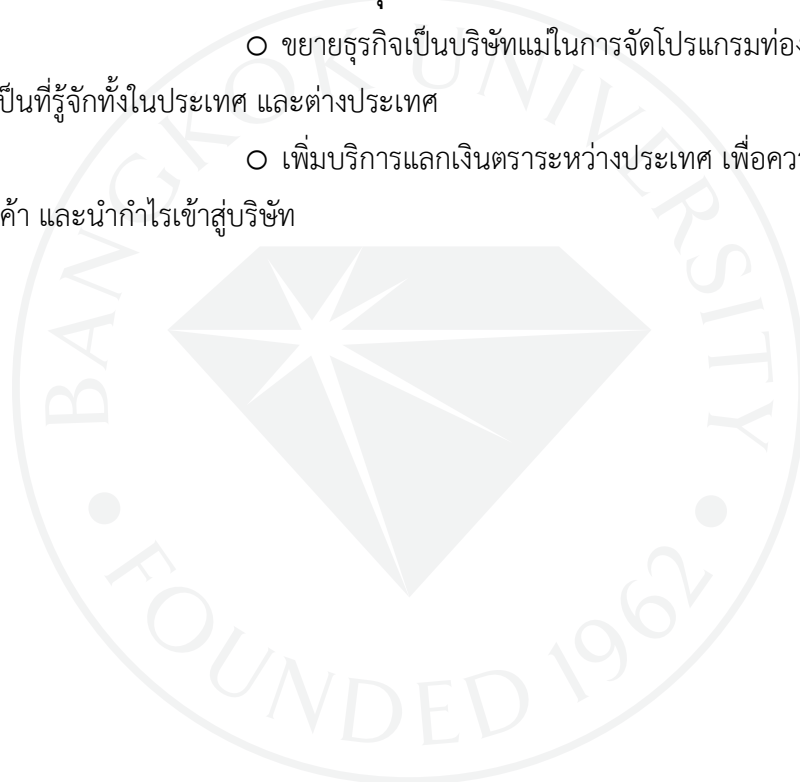 ○ ขยายธุรกิจเป็นบริษัทแม่ในการจัดโปรแกรมท่อง
ป็นที่รู้จักทั้งในประเทศ และต่างประเทศ
○ เพิ่มบริการแลกเงินตราระหว่างประเทศ เพื่อควา
ค้า และนำกำไรเข้าสู่บริษัท
BANGKOK UNIVERSITY
FOUNDED 1962